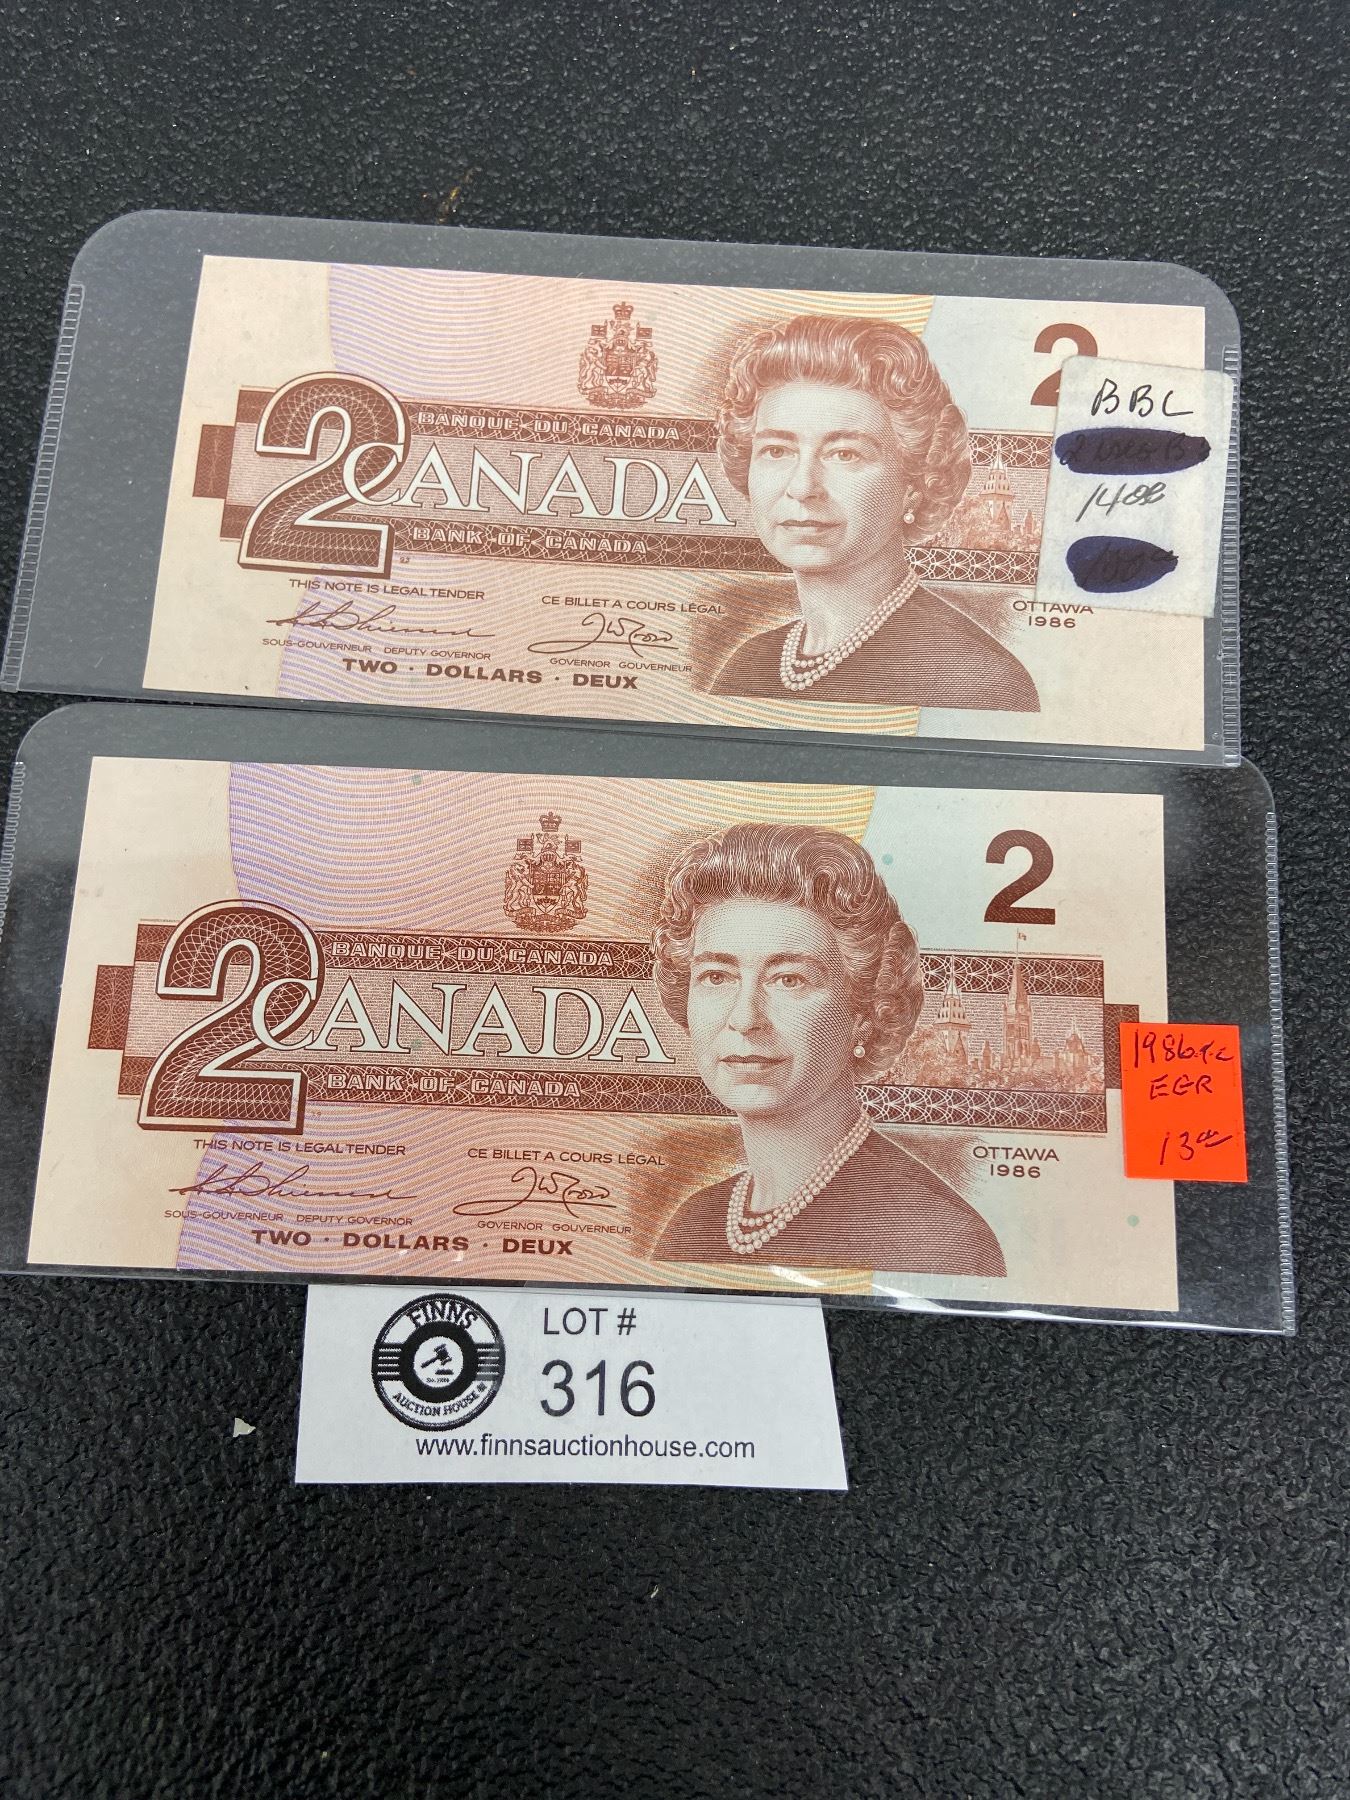 2
BANQUE DU CANADA
CANADA
BANK OF CANADA
2
THIS NOTE IS LEGAL TENDER
CE BILLET A COURS LÉGAL
SOUS-GOUVERNEUR DEPUTY GOVERNOR
GOVERNOR GOUVERNEUR
TWO · DOLLARS · DEUX
OTTAWA
1986
BBL
1400
2
BANQUE DU CANADA
CANADA
BANK OF CANADA
2
THIS NOTE IS LEGAL TENDER
CE BILLET A COURS LÉGAL
SOUS-GOUVERNEUR DEPUTY GOVERNOR
GOVERNOR GOUVERNEUR
TWO · DOLLARS · DEUX
OTTAWA
1986
1986
EGR
13 00
FINNS
AUCTION HOUSE
LOT #
316
www.finnsauctionhouse.com